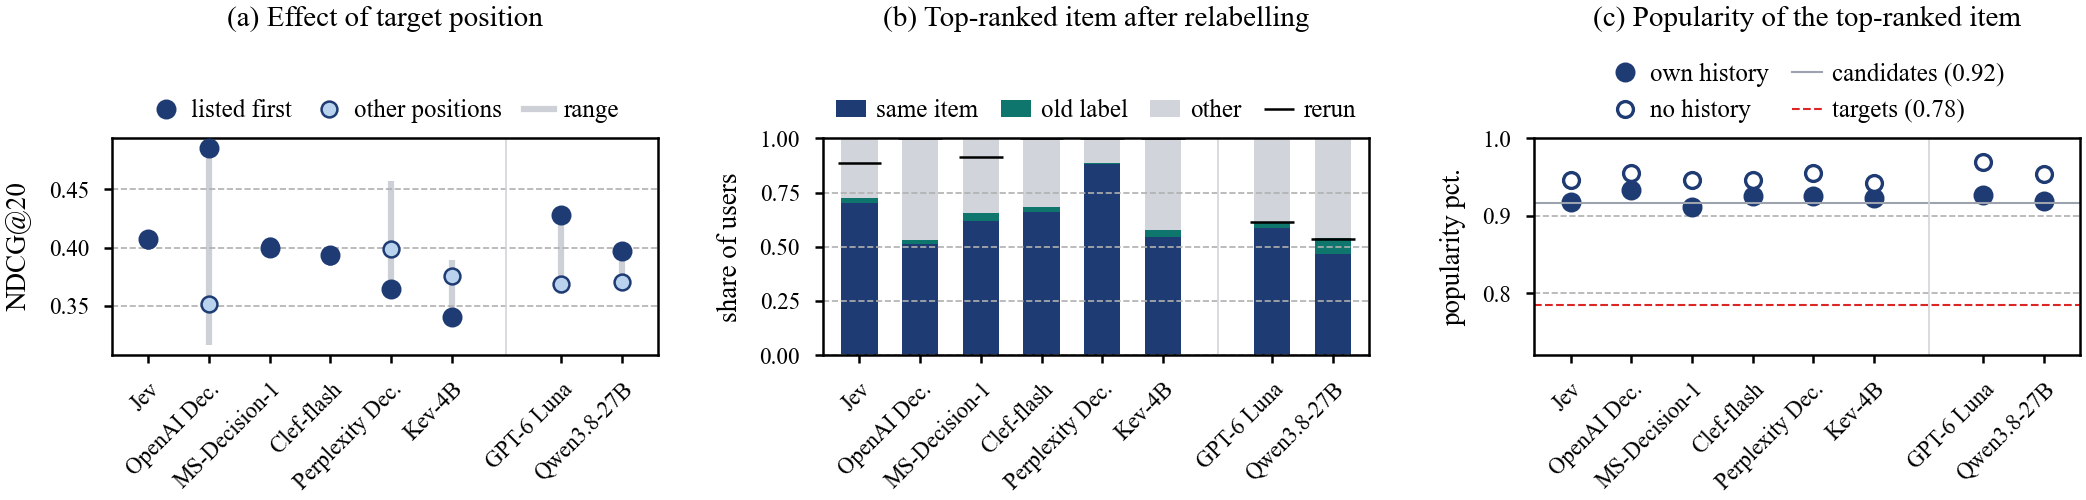 (a) Effect of target position
listed first
other positions
range
NDCG@20
0.45
0.40
0.35
Jev
OpenAI Dec.
MS-Decision-1
Clef-flash
Perplexity Dec.
Kev-4B
GPT-6 Luna
Qwen3.8-27B
(b) Top-ranked item after relabelling
same item
old label
other
rerun
share of users
1.00
0.75
0.50
0.25
0.00
Jev
OpenAI Dec.
MS-Decision-1
Clef-flash
Perplexity Dec.
Kev-4B
GPT-6 Luna
Qwen3.8-27B
(c) Popularity of the top-ranked item
own history
candidates (0.92)
no history
targets (0.78)
popularity pct.
1.0
0.9
0.8
Jev
OpenAI Dec.
MS-Decision-1
Clef-flash
Perplexity Dec.
Kev-4B
GPT-6 Luna
Qwen3.8-27B